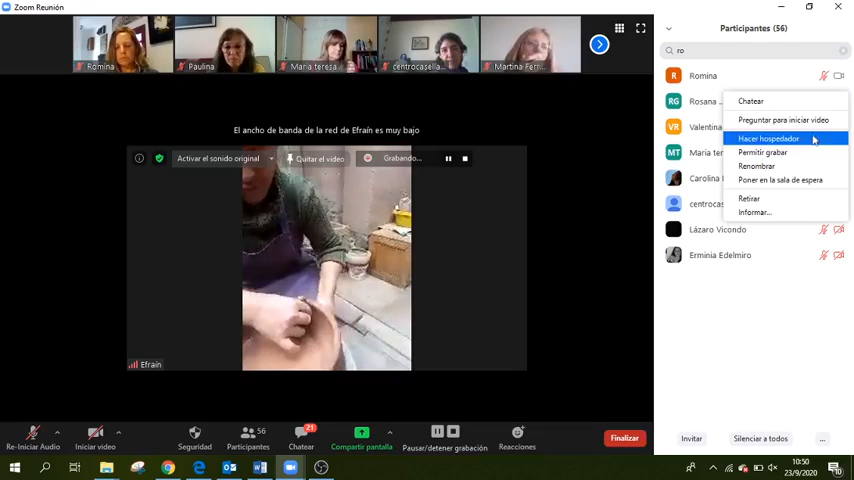 Zoom Reunión
Romina
Paulina
Maria teresa
centrocasella...
Martina Ferr...
Participantes (56)
ro
R Romina
RG Rosana ...
VR Valentina
MT Maria ter
Carolina
centrocas
Lázaro Vicondo
Erminia Edelmiro
Chatear
Preguntar para iniciar video
Hacer hospedador
Permitir grabar
Renombrar
Poner en la sala de espera
Retirar
Informar...
El ancho de banda de la red de Efraín es muy bajo
Activar el sonido original
Quitar el video
Grabando...
Efraín
Re-Iniciar Audio
Iniciar video
Seguridad
56
Participantes
21
Chatear
Compartir pantalla
Pausar/detener grabación
Reacciones
Finalizar
Invitar
Silenciar a todos
...
10:50
23/9/2020